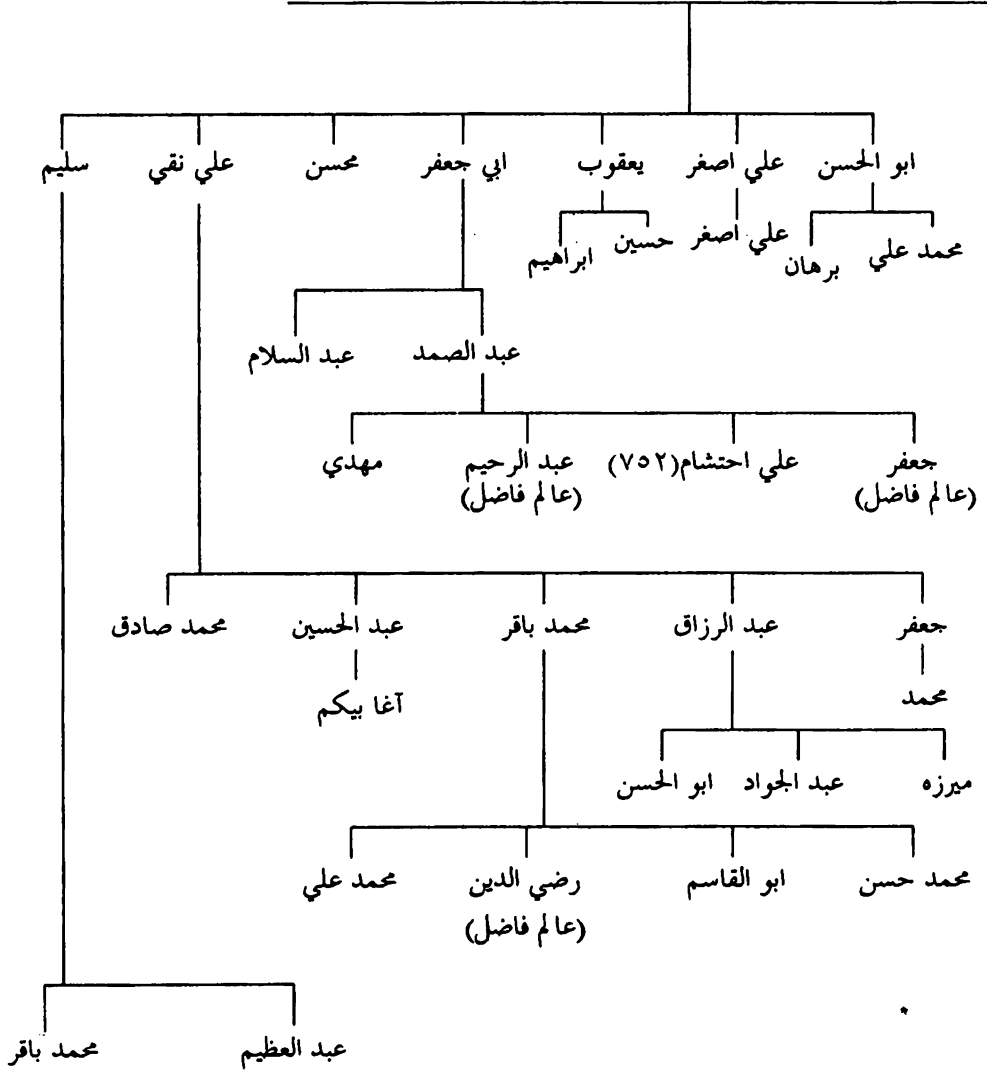 ابو الحسن علي اصغر يعقوب ابي جعفر محسن علي نقي سليم
محمد علي برهان علي اصغر حسين ابراهيم
عبد الصمد عبد السلام
جعفر علي احتشام(٧٥٢) عبد الرحيم مهدي
(عالم فاضل) (عالم فاضل)
جعفر عبد الرزاق محمد باقر عبد الحسين محمد صادق
محمد آغا بيكم
ميرزه عبد الجواد ابو الحسن
محمد حسن ابو القاسم رضي الدين محمد علي
(عالم فاضل)
عبد العظيم محمد باقر